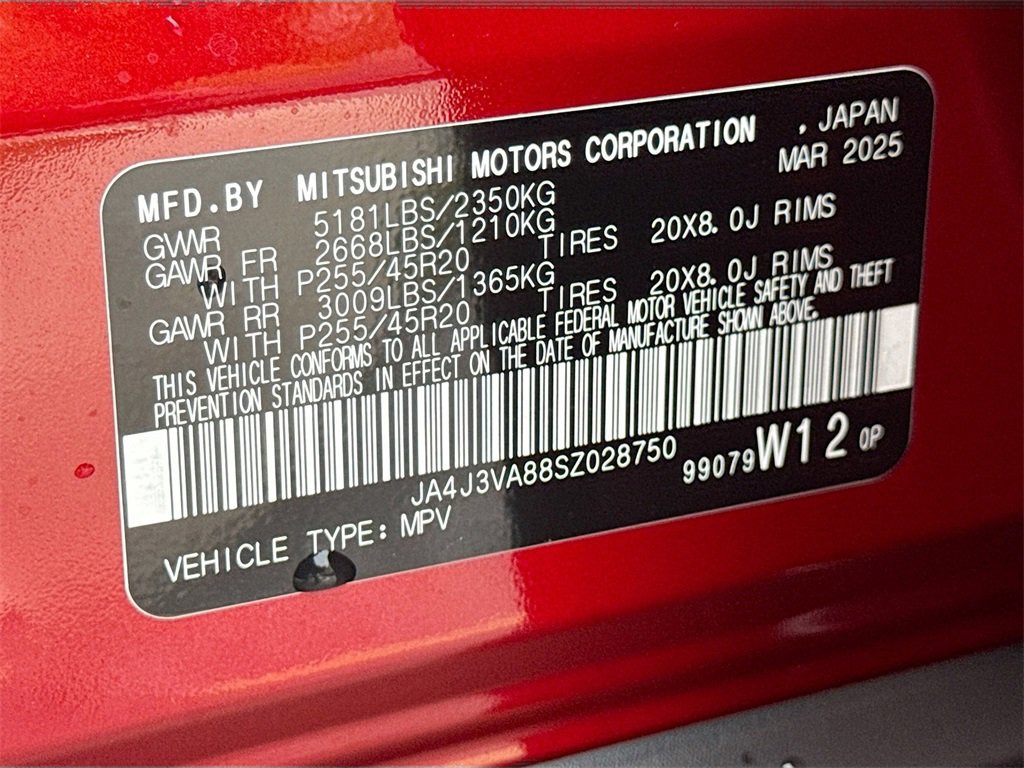 MFD.BY MITSUBISHI MOTORS CORPORATION , JAPAN
MAR 2025
GVWR 5181LBS/2350KG
GAWR FR 2668LBS/1210KG
WITH P255/45R20 TIRES 20X8.0J RIMS
GAWR RR 3009LBS/1365KG
WITH P255/45R20 TIRES 20X8.0J RIMS
THIS VEHICLE CONFORMS TO ALL APPLICABLE FEDERAL MOTOR VEHICLE SAFETY AND THEFT
PREVENTION STANDARDS IN EFFECT ON THE DATE OF MANUFACTURE SHOWN ABOVE.
JA4J3VA88SZ028750 99079 W12 0P
VEHICLE TYPE: MPV